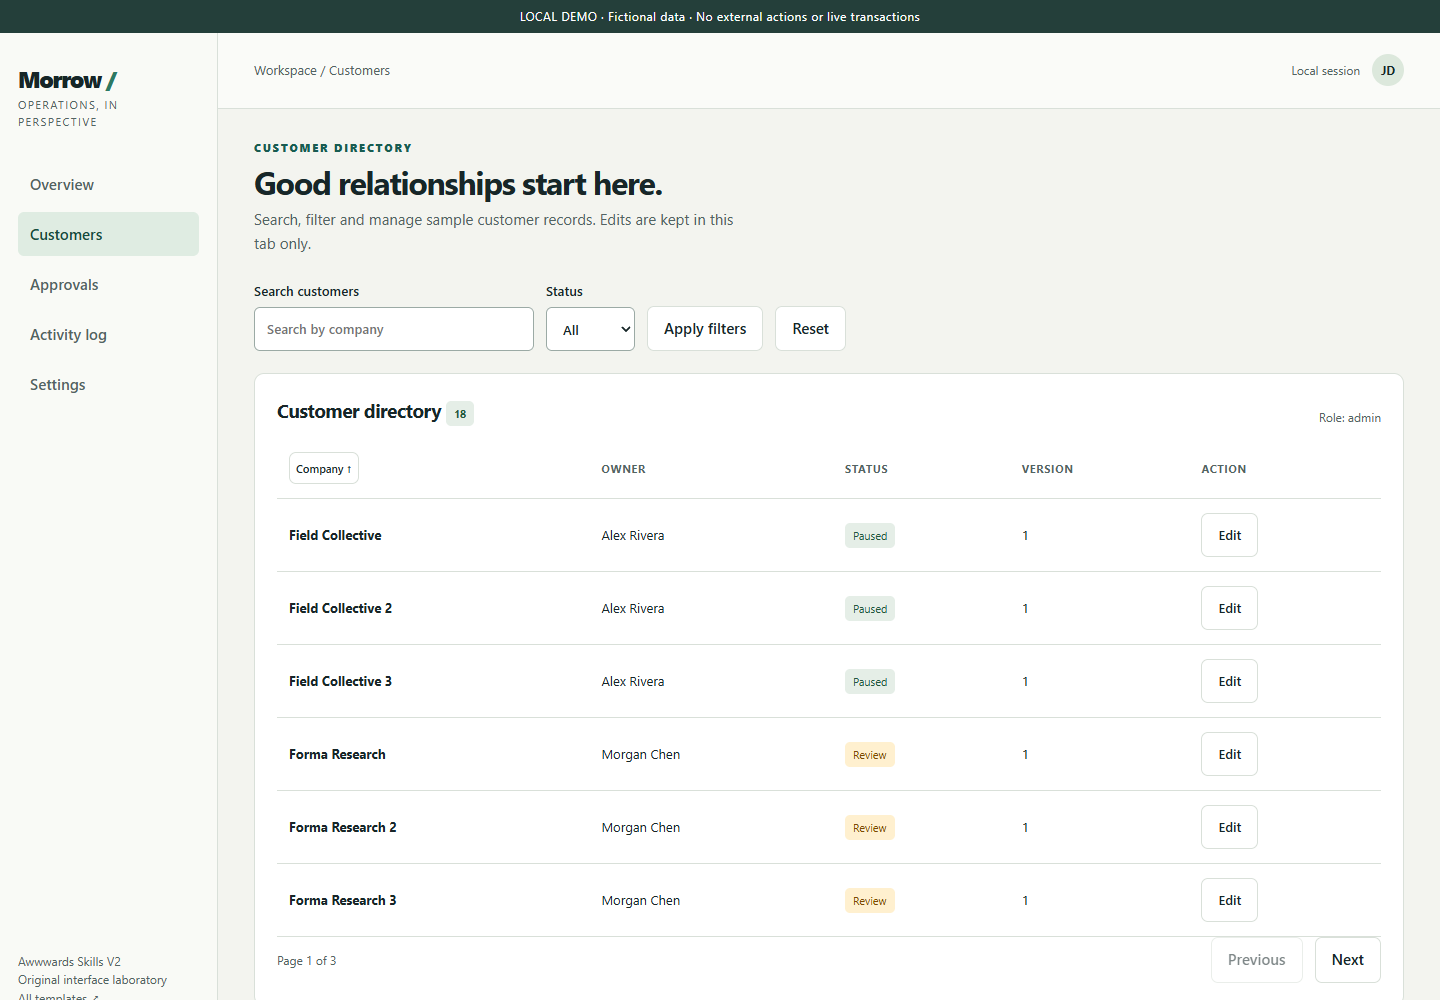 LOCAL DEMO · Fictional data · No external actions or live transactions
Morrow /
OPERATIONS, IN
PERSPECTIVE
Overview
Customers
Approvals
Activity log
Settings
Awwwards Skills V2
Original interface laboratory
All templates ↗
Workspace / Customers
Local session JD
CUSTOMER DIRECTORY
Good relationships start here.
Search, filter and manage sample customer records. Edits are kept in this
tab only.
Search customers Status
Search by company All Apply filters Reset
Customer directory 18
Role: admin
Company ↑ OWNER STATUS VERSION ACTION
Field Collective Alex Rivera Paused 1 Edit
Field Collective 2 Alex Rivera Paused 1 Edit
Field Collective 3 Alex Rivera Paused 1 Edit
Forma Research Morgan Chen Review 1 Edit
Forma Research 2 Morgan Chen Review 1 Edit
Forma Research 3 Morgan Chen Review 1 Edit
Page 1 of 3 Previous Next